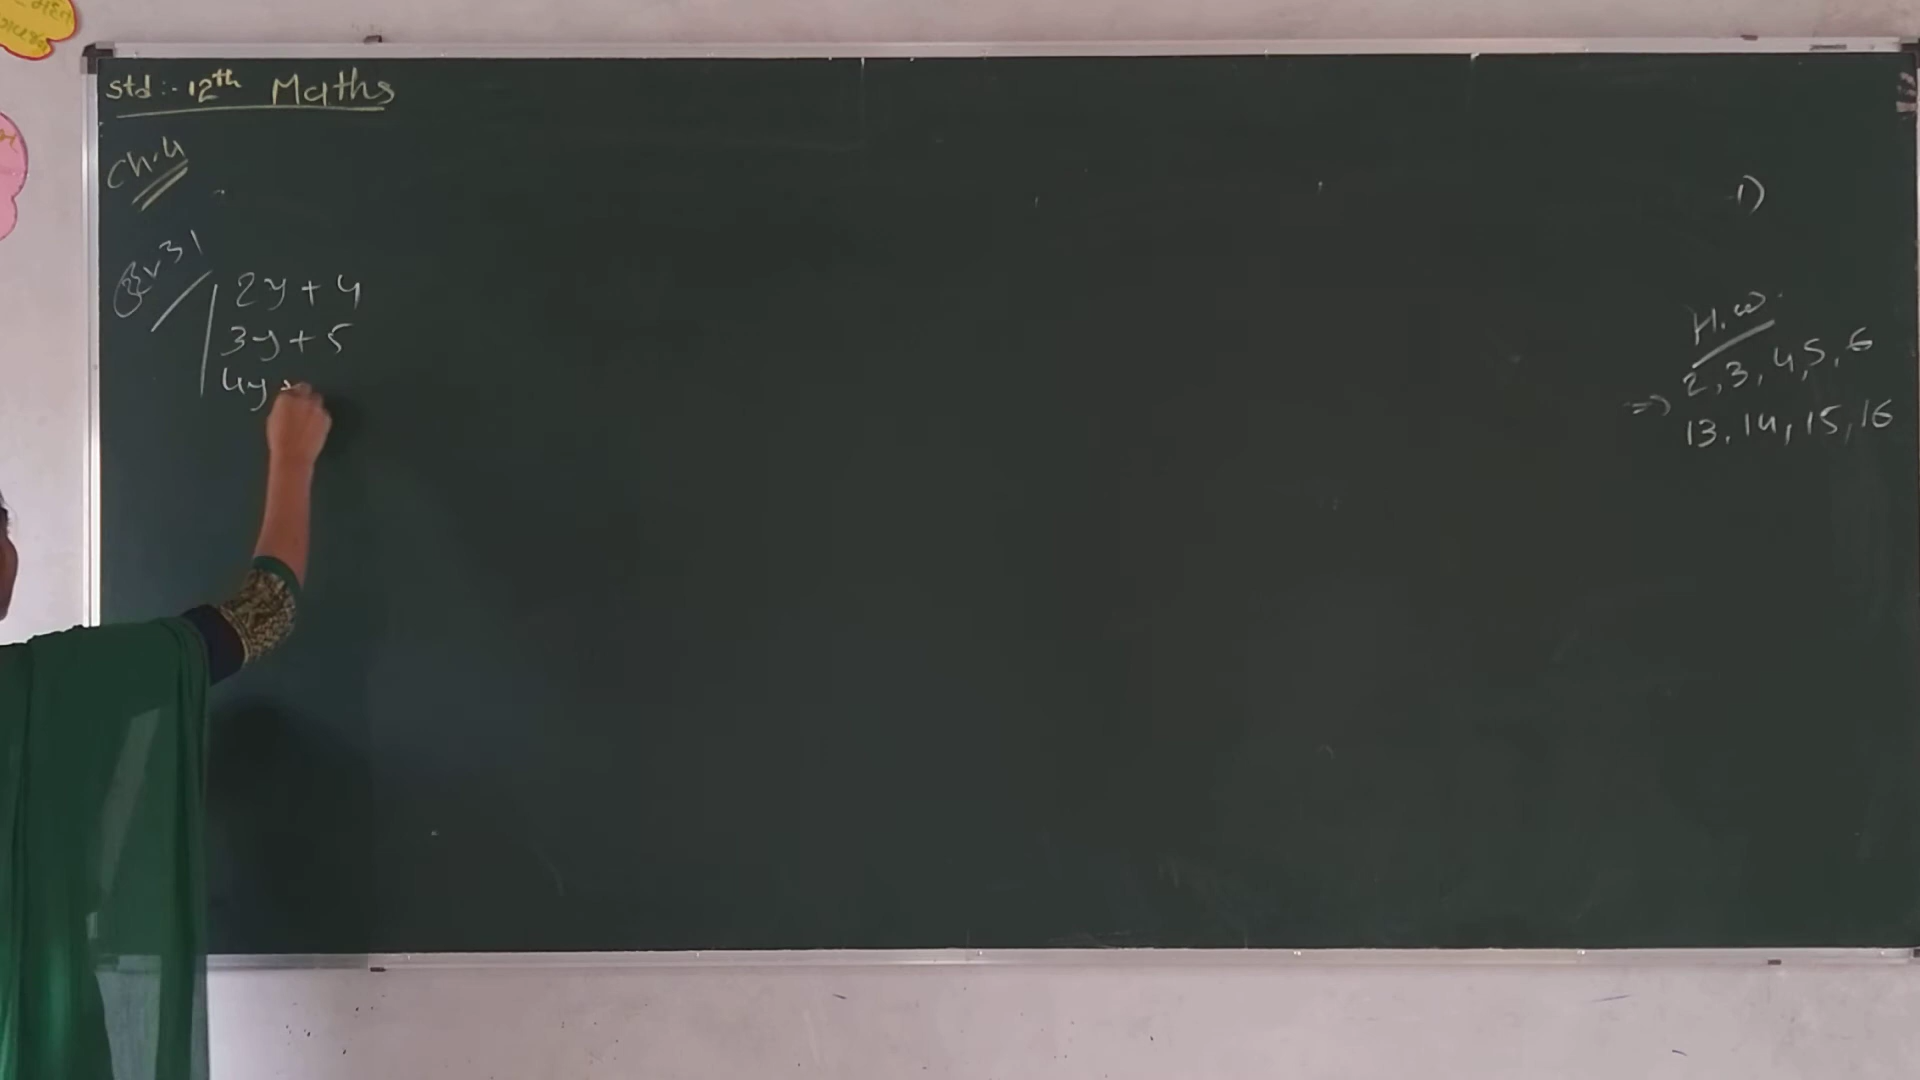 Std :- 12th Maths
Ch.4
31
2y + 4
3y + 5
4y +
1)
H.W.
2, 3, 4, 5, 6
=> 13, 14, 15, 16